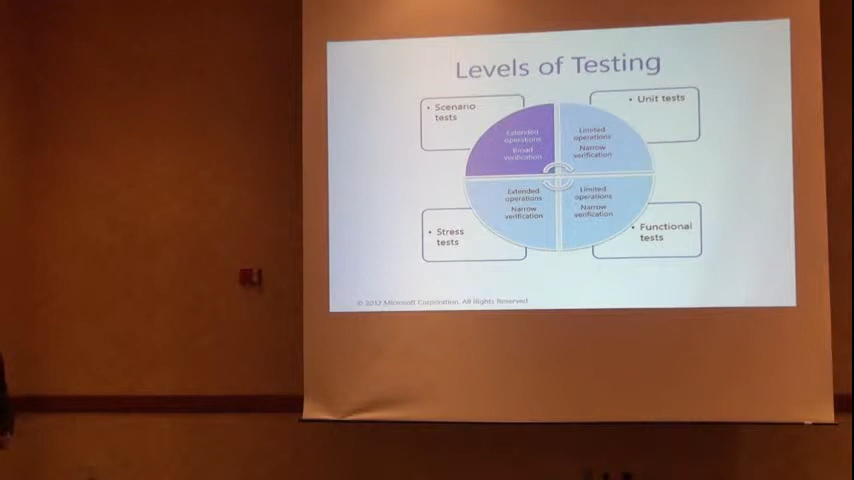 Levels of Testing
• Scenario
tests
• Unit tests
Extended
operations
Broad
verification
Limited
operations
Narrow
verification
Extended
operations
Narrow
verification
Limited
operations
Narrow
verification
• Stress
tests
• Functional
tests
© 2012 Microsoft Corporation. All Rights Reserved